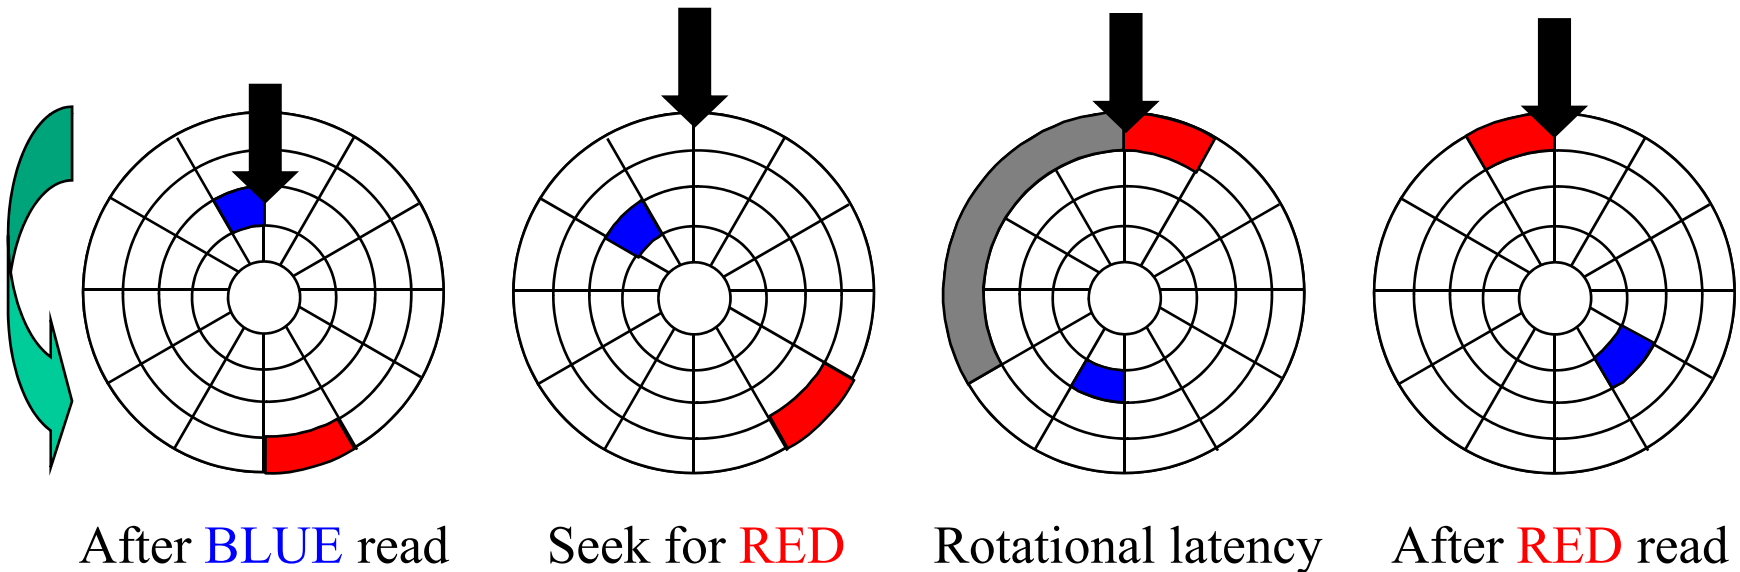 After BLUE read
Seek for RED
Rotational latency
After RED read